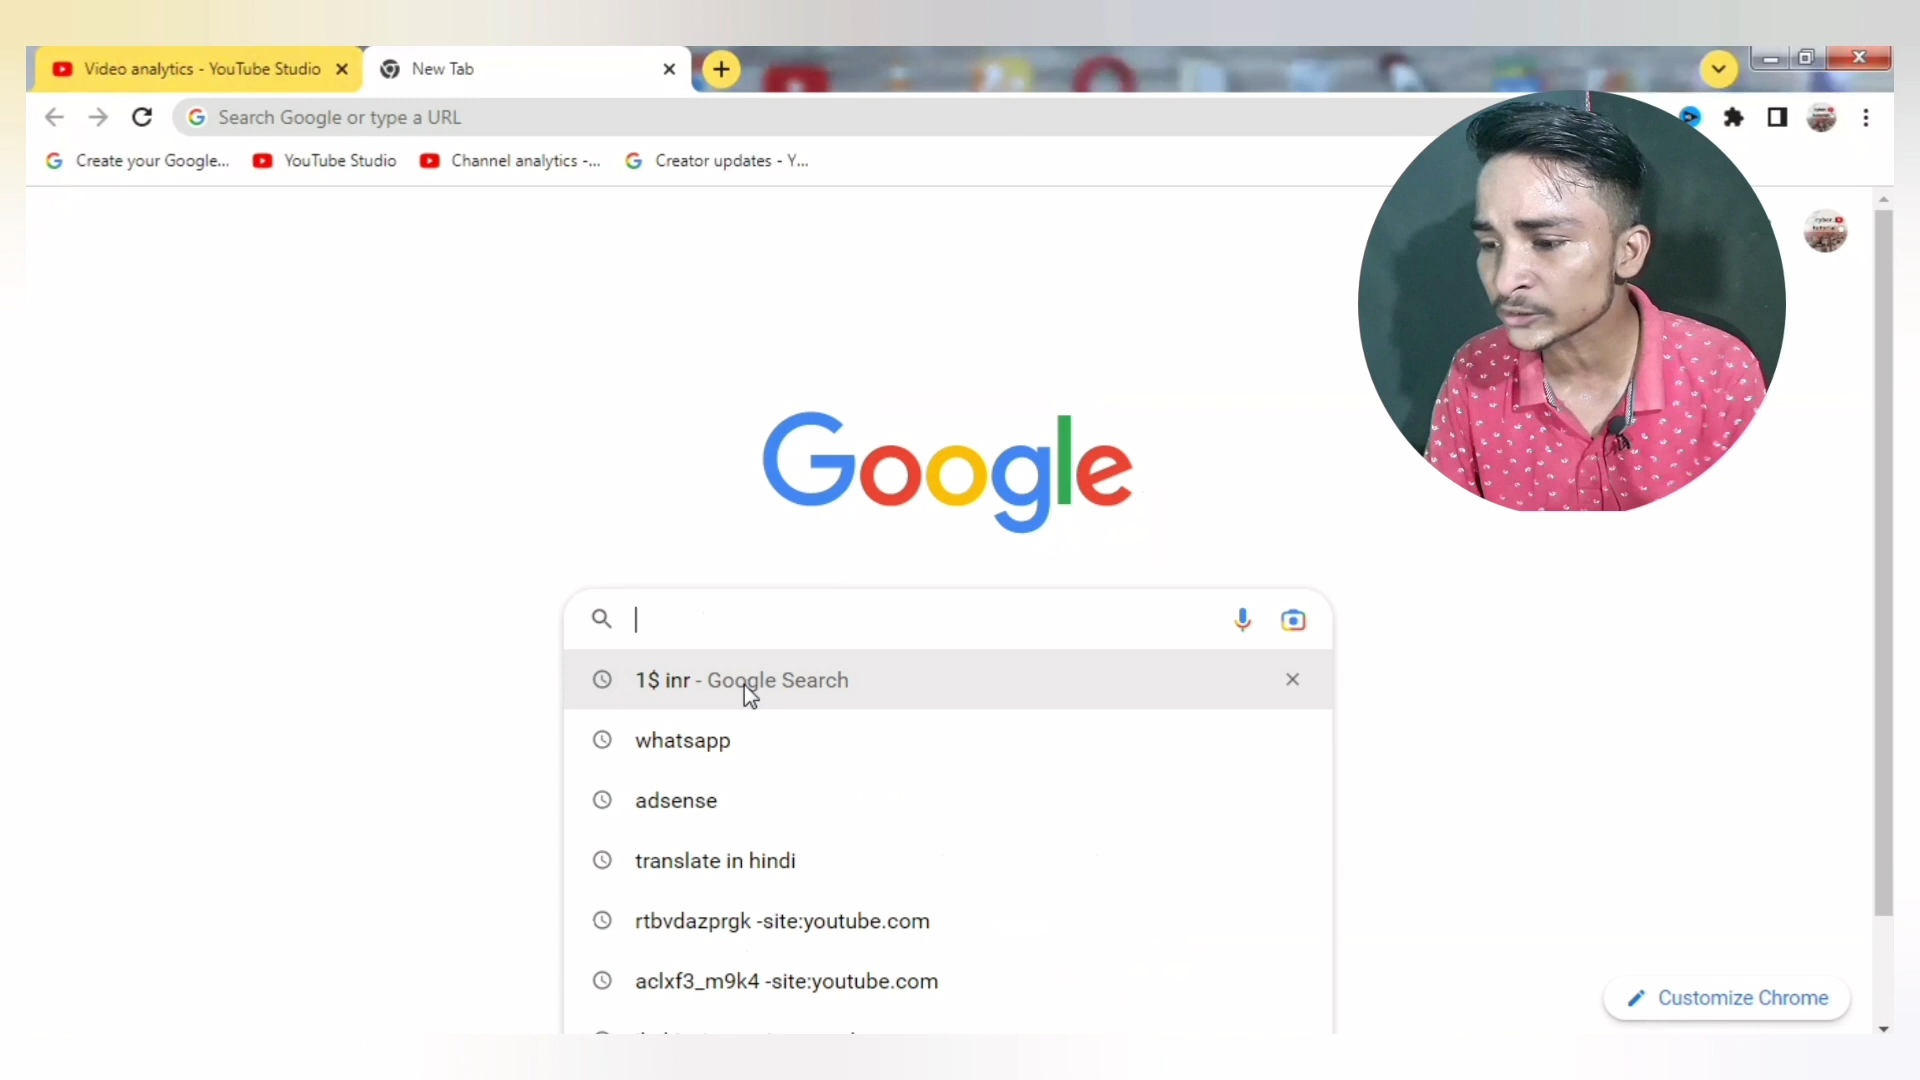 Video analytics - YouTube Studio
New Tab
Search Google or type a URL
Create your Google...
YouTube Studio
Channel analytics -...
Creator updates - Y...
Google
1$ inr - Google Search
whatsapp
adsense
translate in hindi
rtbvdazprgk -site:youtube.com
aclxf3_m9k4 -site:youtube.com
Customize Chrome